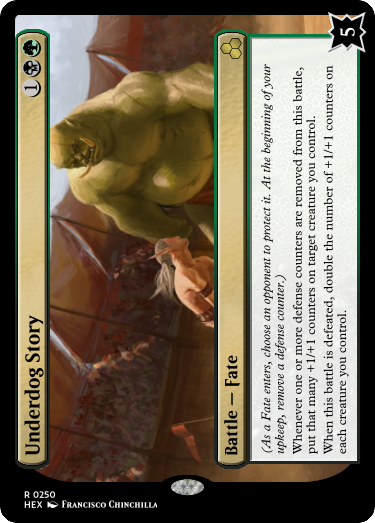 Underdog Story 1
Battle — Fate
(As a Fate enters, choose an opponent to protect it. At the beginning of your
upkeep, remove a defense counter.)
Whenever one or more defense counters are removed from this battle,
put that many +1/+1 counters on target creature you control.
When this battle is defeated, double the number of +1/+1 counters on
each creature you control.
5
R 0250
HEX Francisco Chinchilla